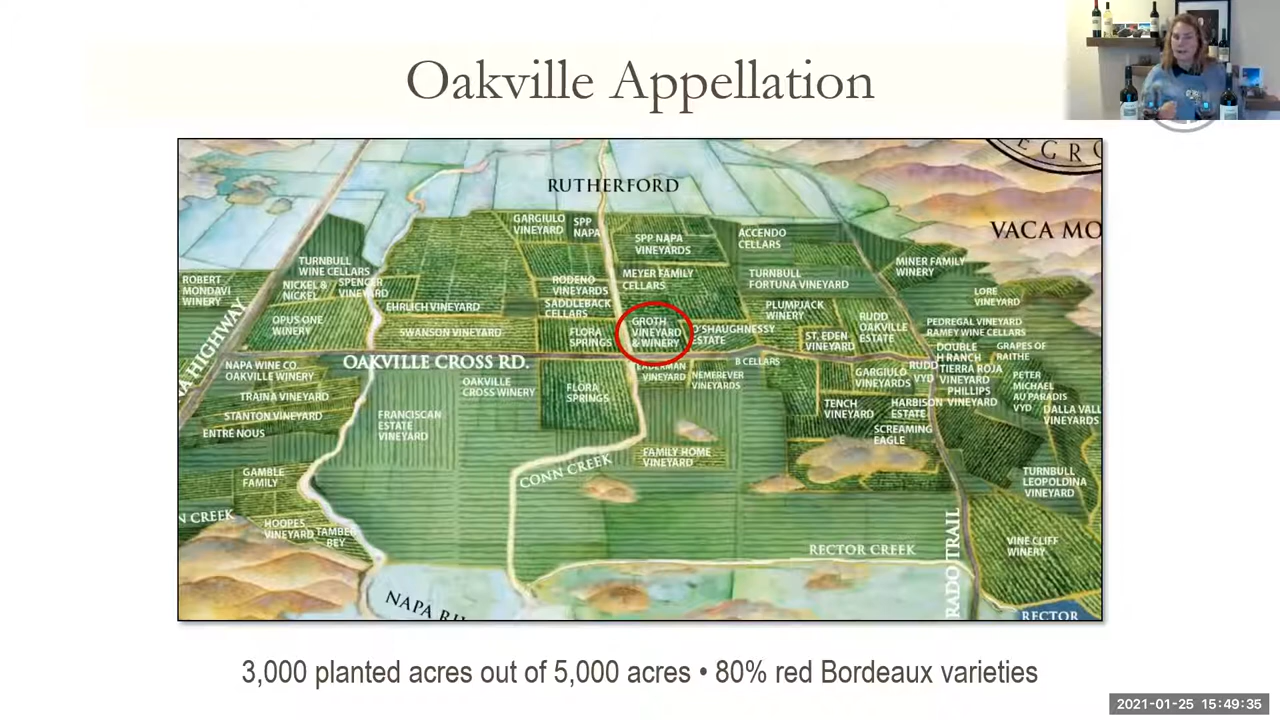 Oakville Appellation
EGRO
RUTHERFORD
VACA MO
GARGIULO
VINEYARD
SPP
NAPA
SPP NAPA
VINEYARDS
ACCENDO
CELLARS
MINER FAMILY
WINERY
TURNBULL
WINE CELLARS
ROBERT
MONDAVI
WINERY
NICKEL &
NICKEL
SPENCER
VINEYARD
RODENO
VINEYARDS
MEYER FAMILY
CELLARS
TURNBULL
FORTUNA VINEYARD
LORE
VINEYARD
EHRLICH VINEYARD
SADDLEBACK
CELLARS
PLUMPJACK
WINERY
OPUS ONE
WINERY
SWANSON VINEYARD
FLORA
SPRINGS
GROTH
VINEYARD
& WINERY
O'SHAUGHNESSY
ESTATE
ST. EDEN
VINEYARD
RUDD
OAKVILLE
ESTATE
PEDREGAL VINEYARD
RAMEY WINE CELLARS
A HIGHWAY
OAKVILLE CROSS RD.
NAPA WINE CO.
OAKVILLE WINERY
TRAINA VINEYARD
STANTON VINEYARD
ENTRE NOUS
OAKVILLE
CROSS WINERY
FLORA
SPRINGS
VINEYARD
NEMEREVER
VINEYARDS
B CELLARS
GARGIULO
VINEYARDS
RUDD
VYD
DOUBLE
H RANCH
TIERRA ROJA
VINEYARD
GRAPES OF
RAITHE
PHILLIPS
VINEYARD
PETER
MICHAEL
AU PARADIS
VYD
DALLA VALL
VINEYARDS
TENCH
VINEYARD
HARBISON
ESTATE
SCREAMING
EAGLE
FRANCISCAN
ESTATE
VINEYARD
FAMILY HOME
VINEYARD
CONN CREEK
GAMBLE
FAMILY
TURNBULL
LEOPOLDINA
VINEYARD
N CREEK
HOOPES
VINEYARD
TAMBER
BEY
VINE CLIFF
WINERY
RECTOR CREEK
RADO TRAIL
NAPA RI
RECTOR
3,000 planted acres out of 5,000 acres • 80% red Bordeaux varieties
2021-01-25 15:49:35